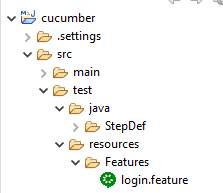 cucumber
.settings
src
main
test
java
StepDef
resources
Features
login.feature